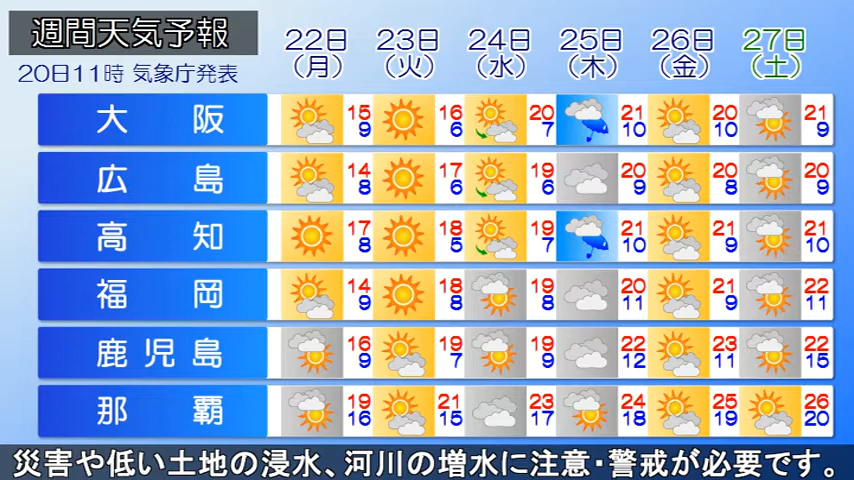 週間天気予報
20日11時 気象庁発表
22日 23日 24日 25日 26日 27日
(月) (火) (水) (木) (金) (土)
大阪 15 9 16 6 20 7 21 10 20 10 21 9
広島 14 8 17 6 19 6 20 9 20 8 20 9
高知 17 8 18 5 19 7 21 10 21 9 21 10
福岡 14 9 18 8 19 8 20 11 21 9 22 11
鹿児島 16 9 19 7 19 9 22 12 23 11 22 15
那覇 19 16 21 15 23 17 24 18 25 19 26 20
災害や低い土地の浸水、河川の増水に注意・警戒が必要です。